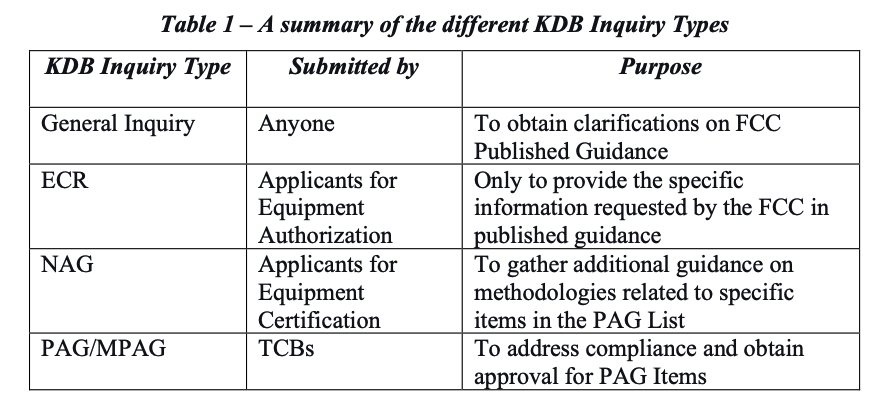 Table 1 – A summary of the different KDB Inquiry Types
KDB Inquiry Type Submitted by Purpose
General Inquiry Anyone To obtain clarifications on FCC
Published Guidance
ECR Applicants for Only to provide the specific
Equipment information requested by the FCC in
Authorization published guidance
NAG Applicants for To gather additional guidance on
Equipment methodologies related to specific
Certification items in the PAG List
PAG/MPAG TCBs To address compliance and obtain
approval for PAG Items